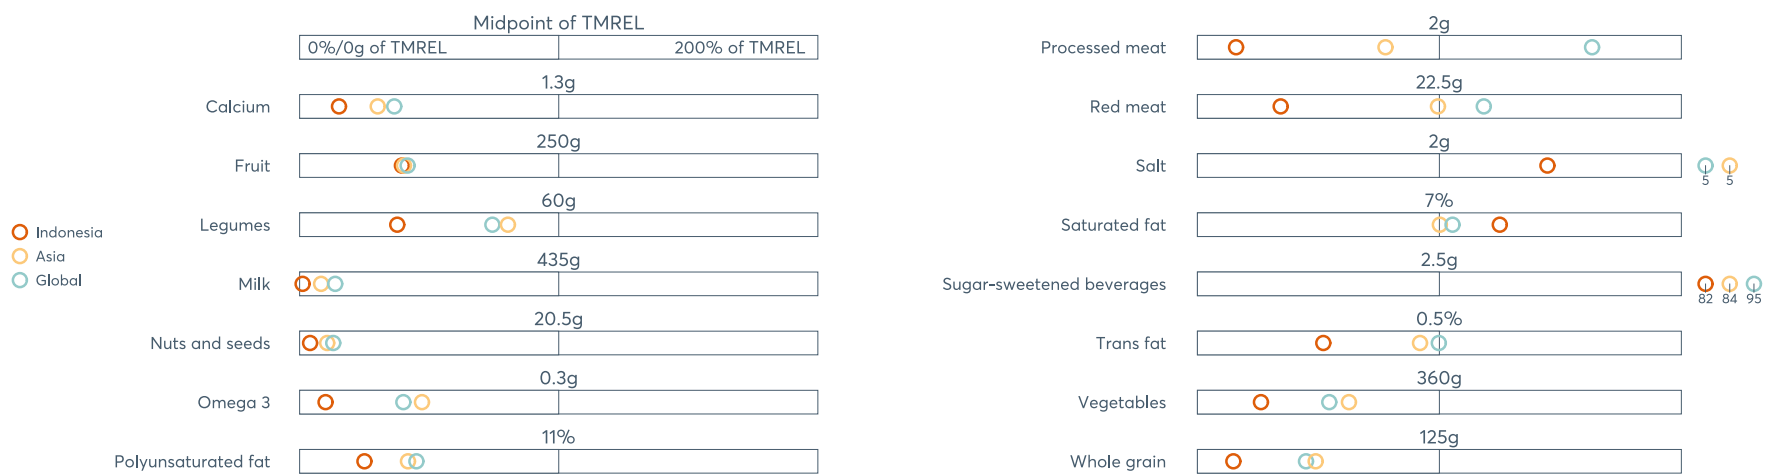 Midpoint of TMREL
0%/0g of TMREL 200% of TMREL
1.3g
Calcium
250g
Fruit
60g
Legumes
Indonesia
Asia
Global
435g
Milk
20.5g
Nuts and seeds
0.3g
Omega 3
11%
Polyunsaturated fat
2g
Processed meat
22.5g
Red meat
2g
Salt
5 5
7%
Saturated fat
2.5g
Sugar-sweetened beverages
82 84 95
0.5%
Trans fat
360g
Vegetables
125g
Whole grain